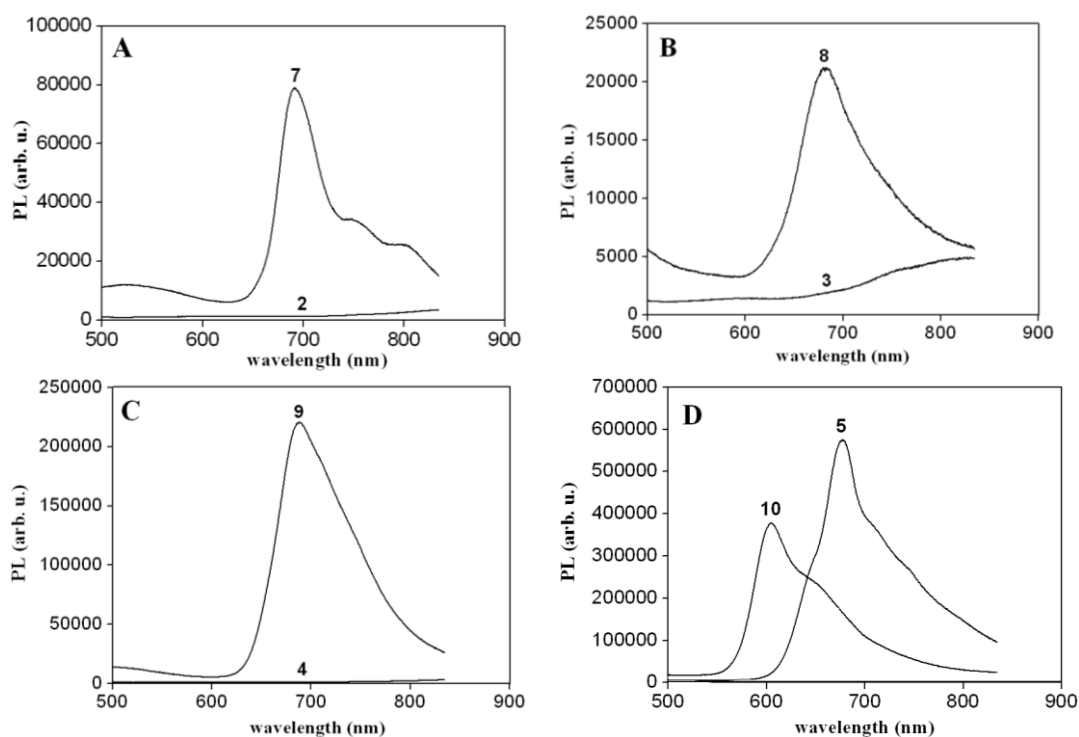 A
PL (arb. u.)
100000
80000
60000
40000
20000
0
7
2
500 600 700 800 900
wavelength (nm)
B
PL (arb. u.)
25000
20000
15000
10000
5000
0
8
3
500 600 700 800 900
wavelength (nm)
C
PL (arb. u.)
250000
200000
150000
100000
50000
0
9
4
500 600 700 800 900
wavelength (nm)
D
PL (arb. u.)
700000
600000
500000
400000
300000
200000
100000
0
5
10
500 600 700 800 900
wavelength (nm)